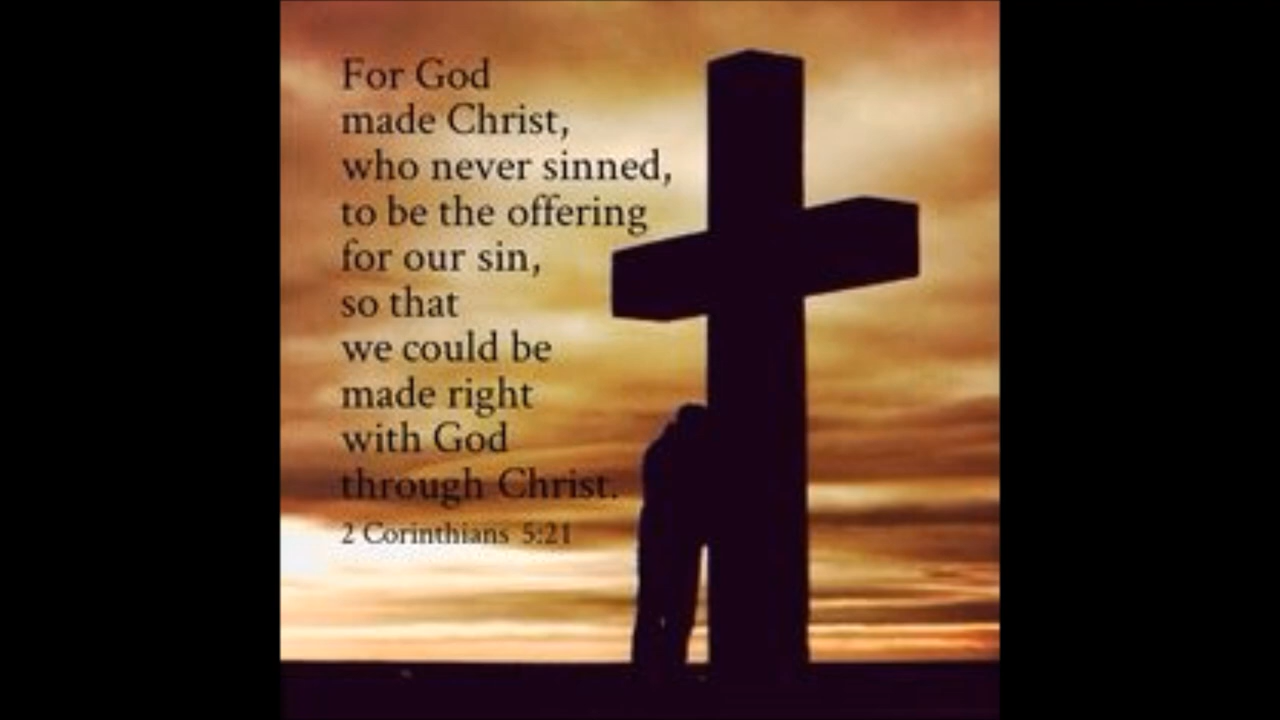 For God
made Christ,
who never sinned,
to be the offering
for our sin,
so that
we could be
made right
with God
through Christ.
2 Corinthians 5:21